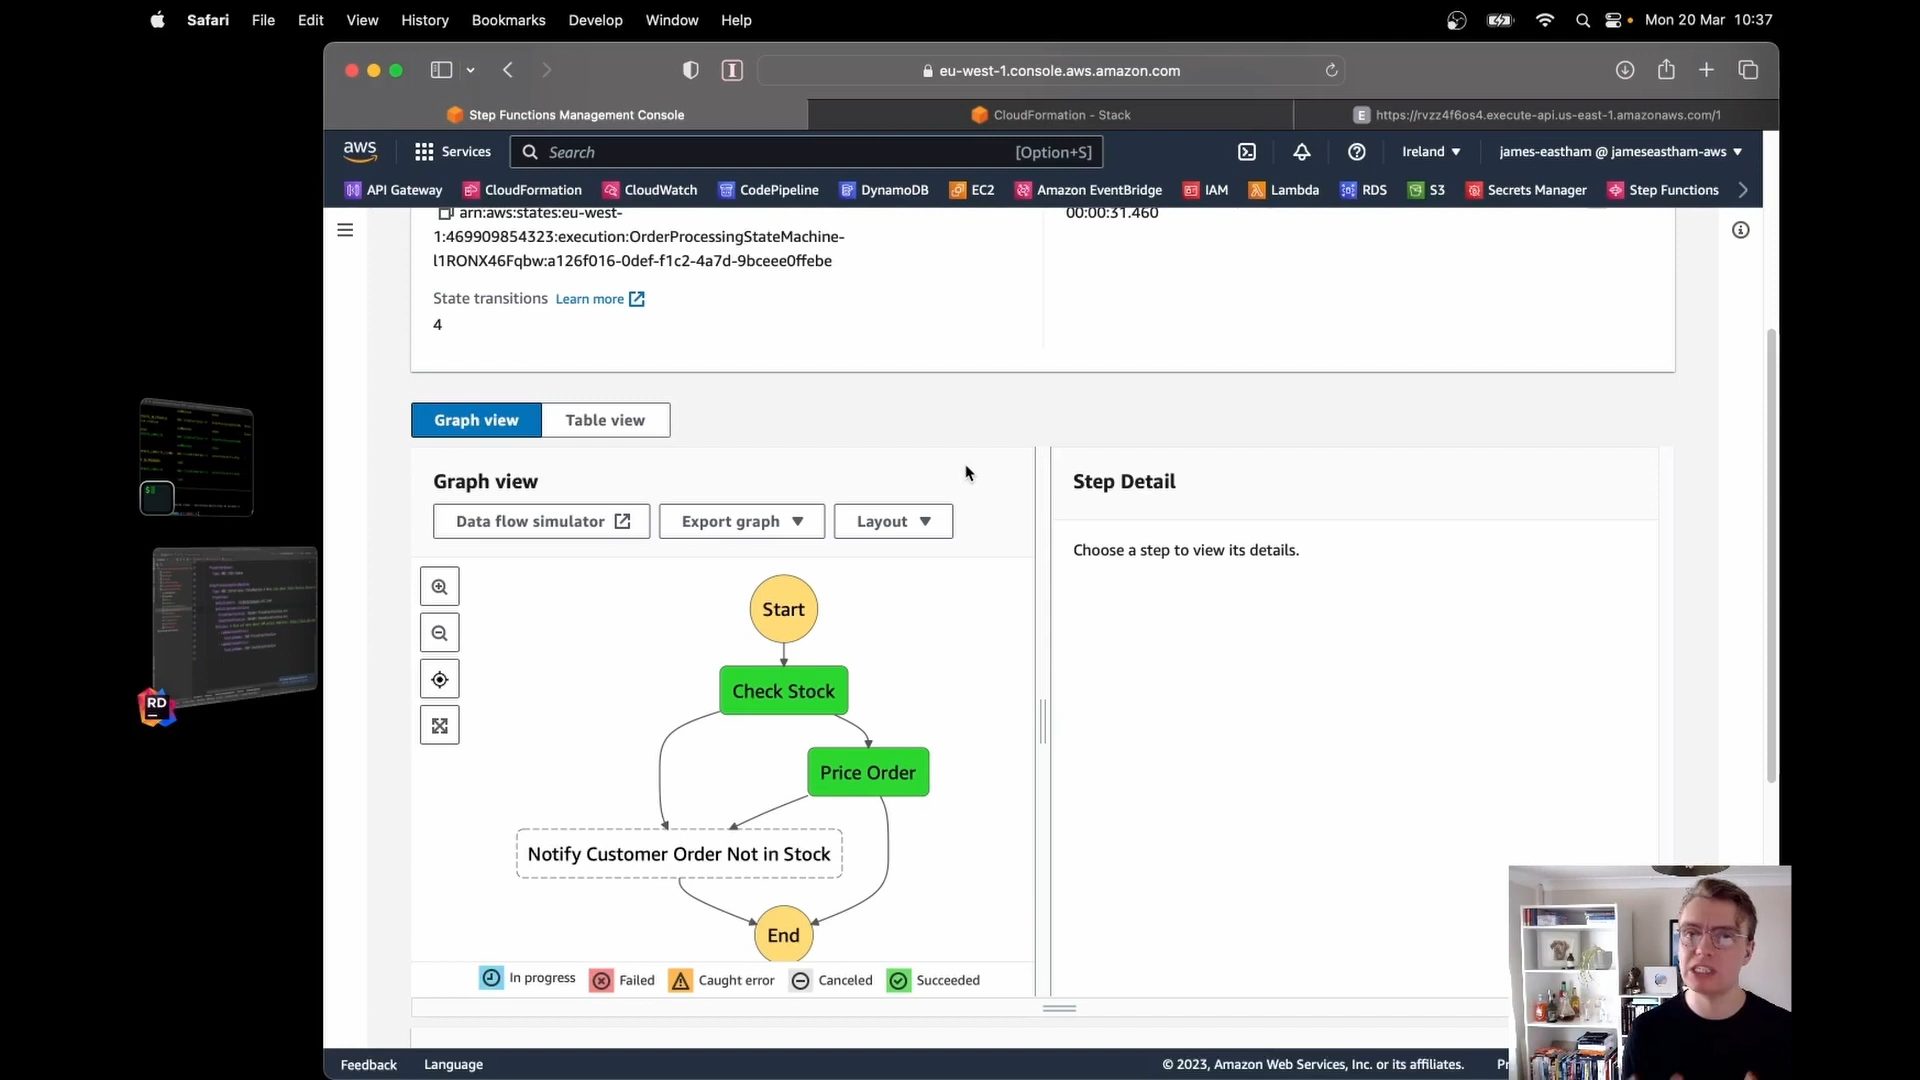 Safari File Edit View History Bookmarks Develop Window Help Mon 20 Mar 10:37
eu-west-1.console.aws.amazon.com
Step Functions Management Console
CloudFormation - Stack
E https://rvzz4f6os4.execute-api.us-east-1.amazonaws.com/1
aws Services Search [Option+S] Ireland james-eastham @ jameseastham-aws
API Gateway CloudFormation CloudWatch CodePipeline DynamoDB EC2 Amazon EventBridge IAM Lambda RDS S3 Secrets Manager Step Functions
arn:aws:states:eu-west-
1:469909854323:execution:OrderProcessingStateMachine-
l1RONX46Fqbw:a126f016-0def-f1c2-4a7d-9bceee0ffebe
00:00:31.460
State transitions Learn more
4
Graph view Table view
Graph view
Data flow simulator Export graph Layout
Step Detail
Choose a step to view its details.
Start
Check Stock
Price Order
Notify Customer Order Not in Stock
End
In progress Failed Caught error Canceled Succeeded
RD
Feedback Language © 2023, Amazon Web Services, Inc. or its affiliates.